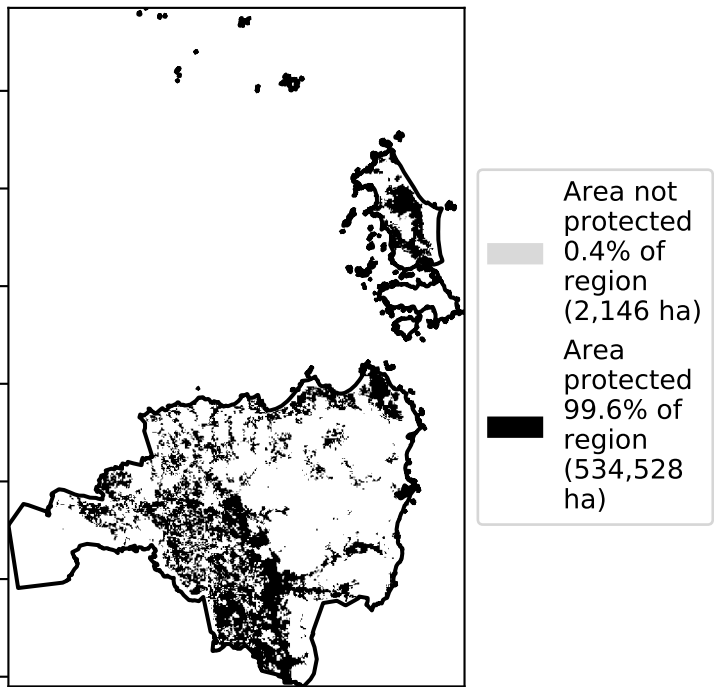 Area not
protected
0.4% of
region
(2,146 ha)
Area
protected
99.6% of
region
(534,528
ha)